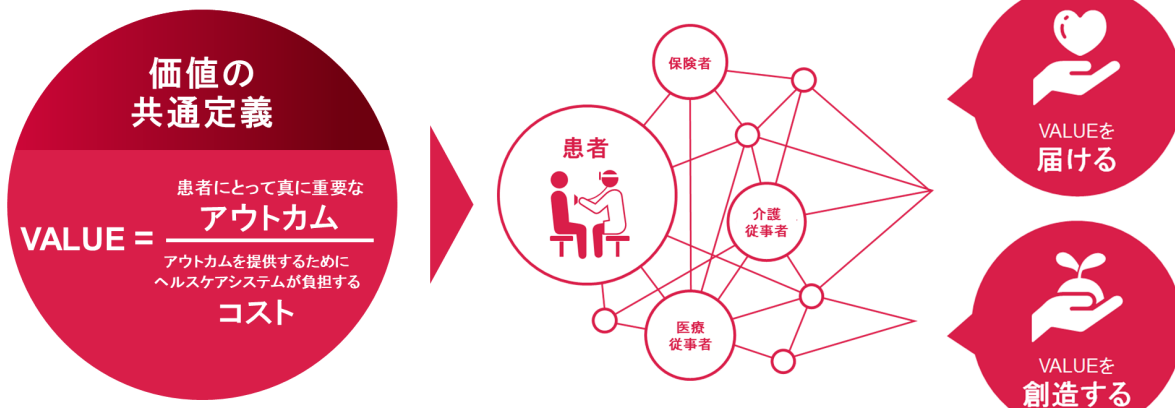 価値の
共通定義
患者にとって真に重要な
アウトカム
VALUE =
アウトカムを提供するために
ヘルスケアシステムが負担する
コスト
保険者
患者
介護
従事者
医療
従事者
VALUEを
届ける
VALUEを
創造する